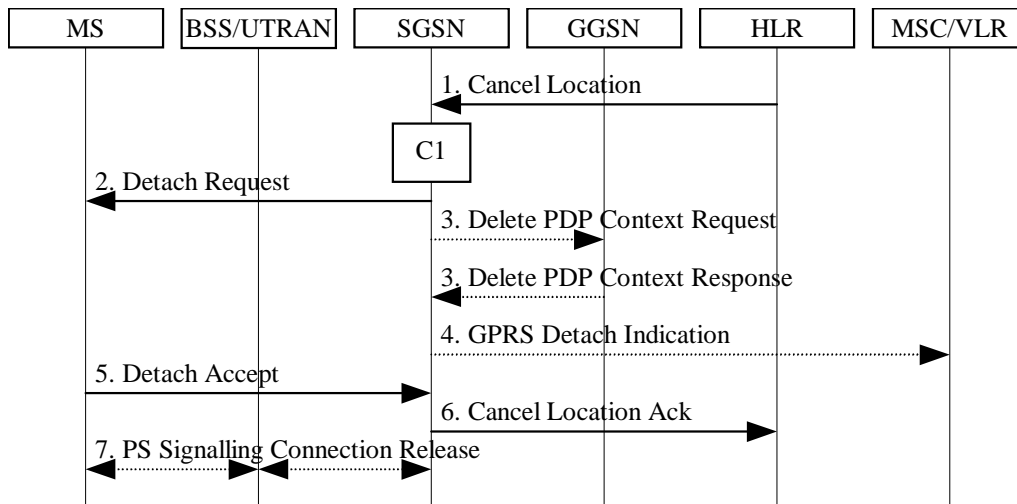 MS
BSS/UTRAN
SGSN
GGSN
HLR
MSC/VLR
1. Cancel Location
C1
2. Detach Request
3. Delete PDP Context Request
3. Delete PDP Context Response
4. GPRS Detach Indication
5. Detach Accept
6. Cancel Location Ack
7. PS Signalling Connection Release